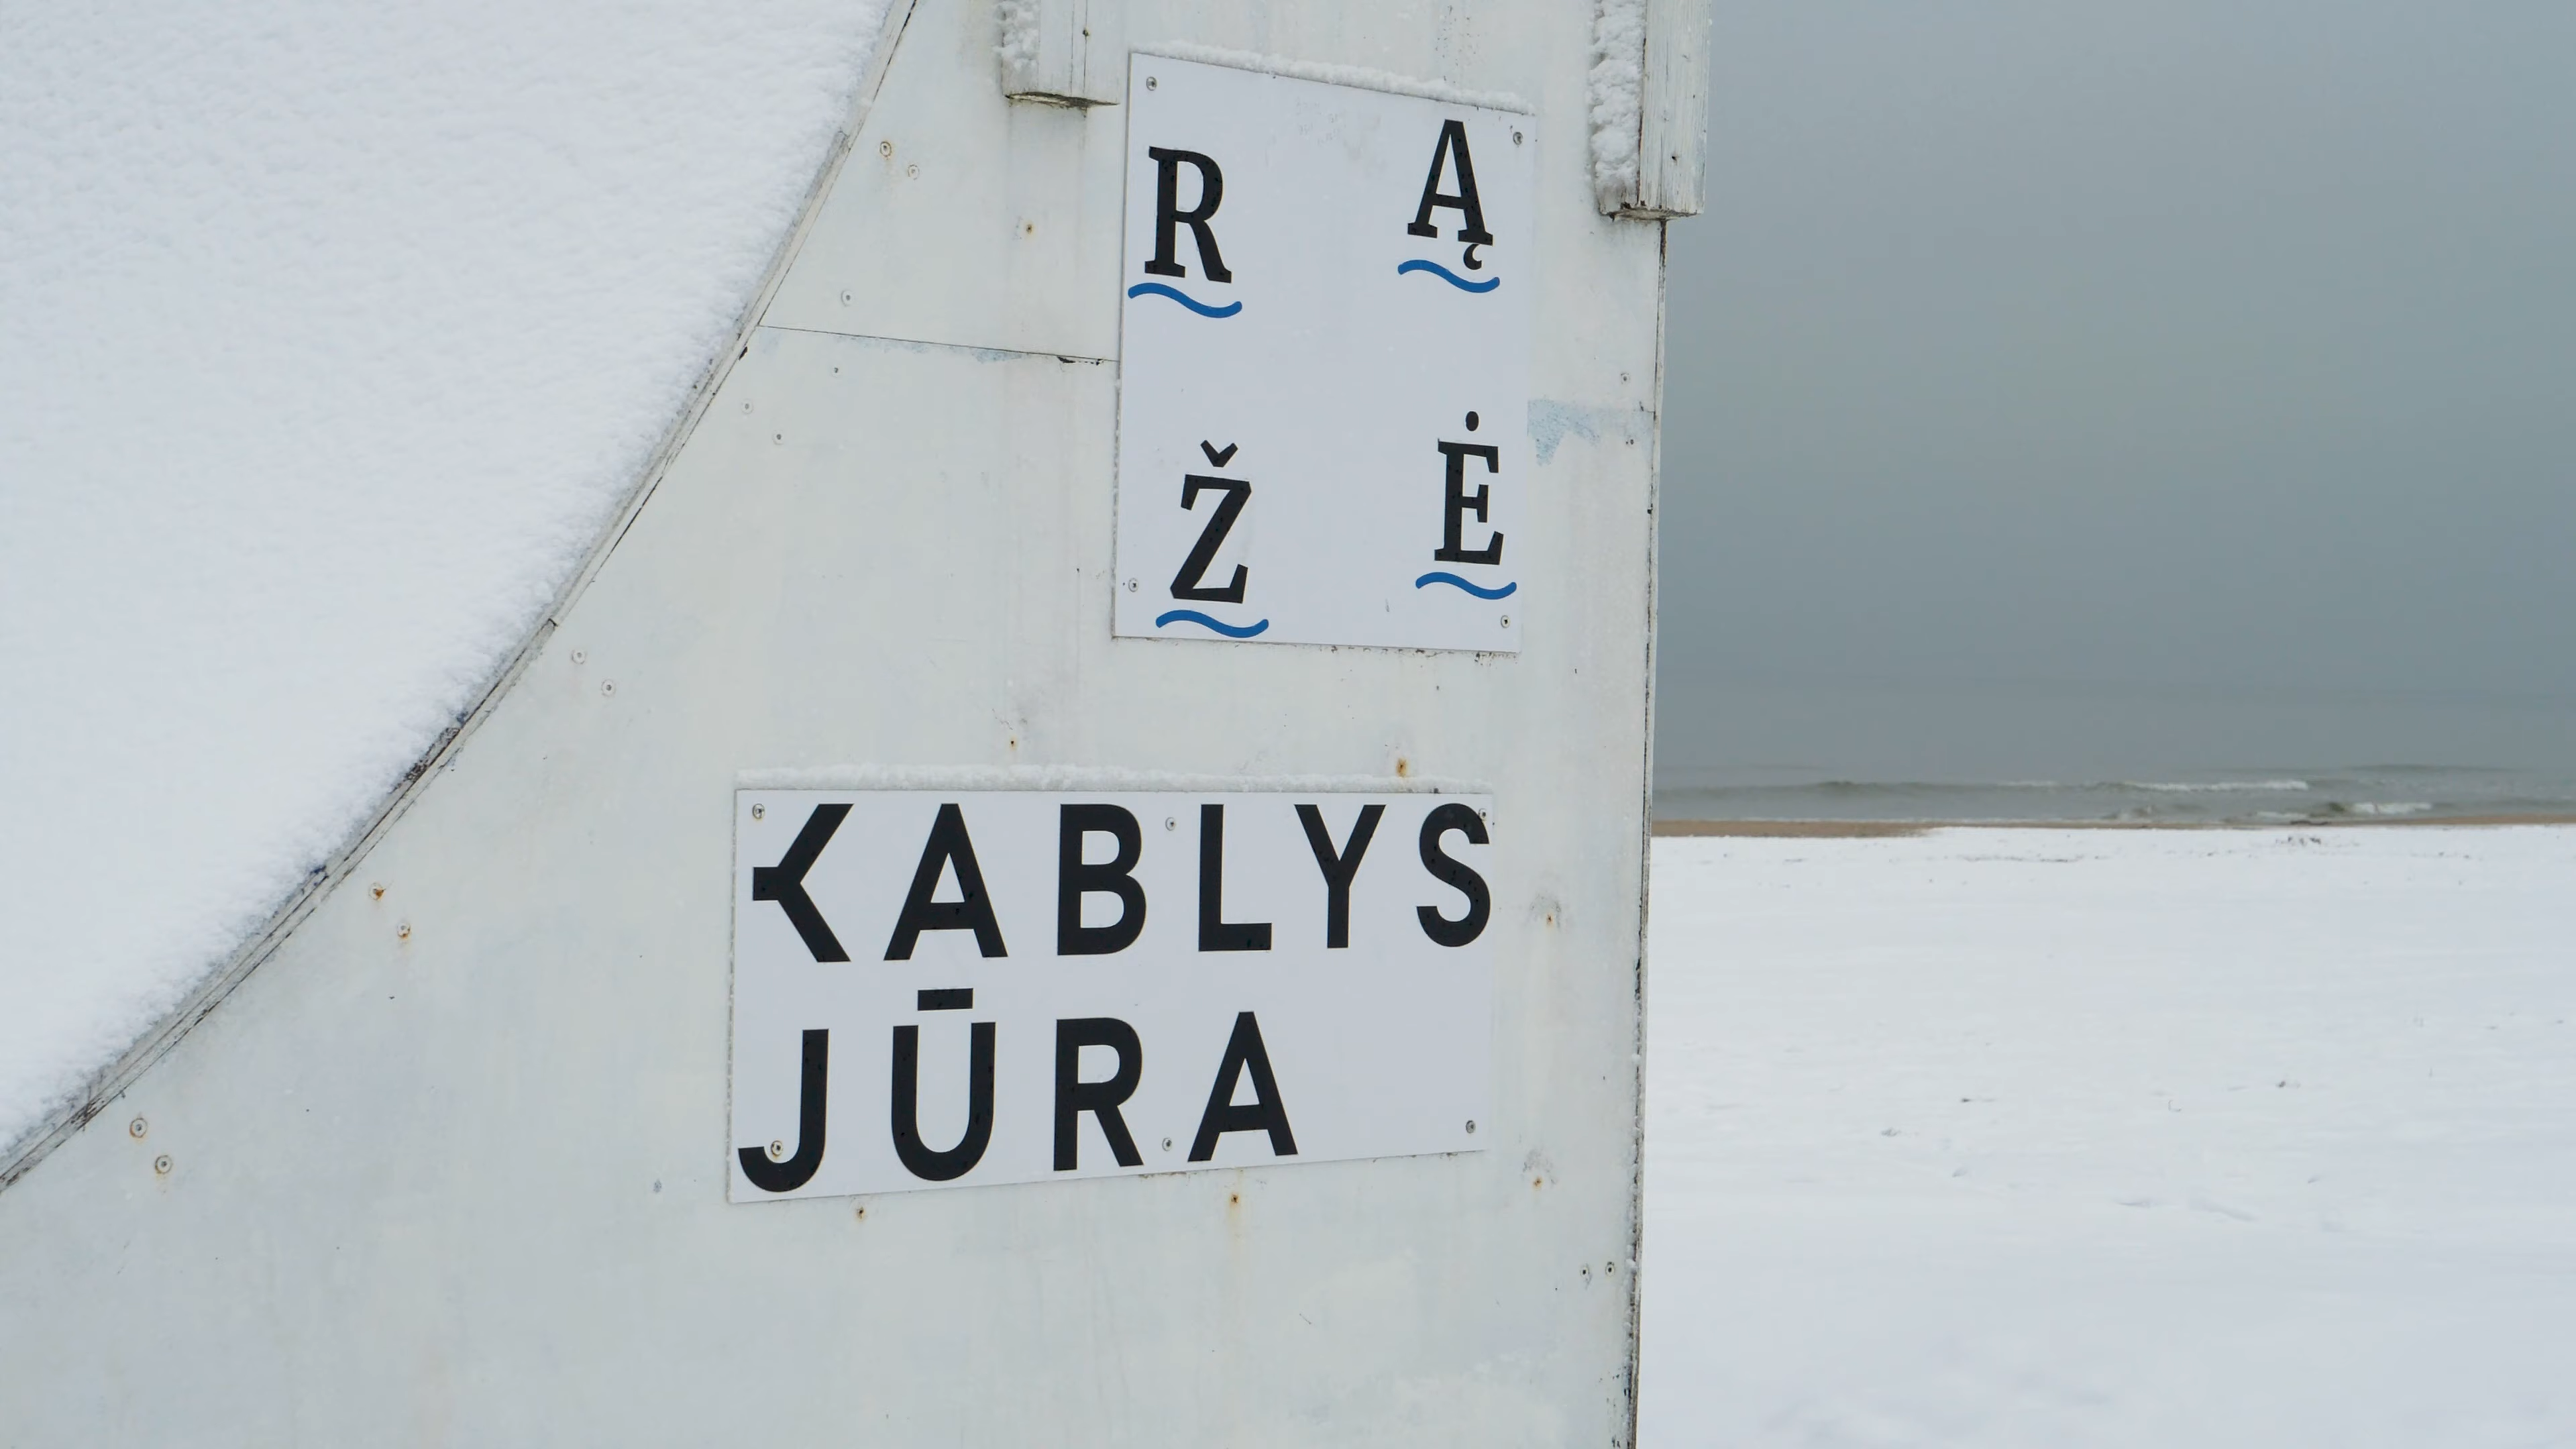 R Ą
Ž Ė
KABLYS
JŪRA